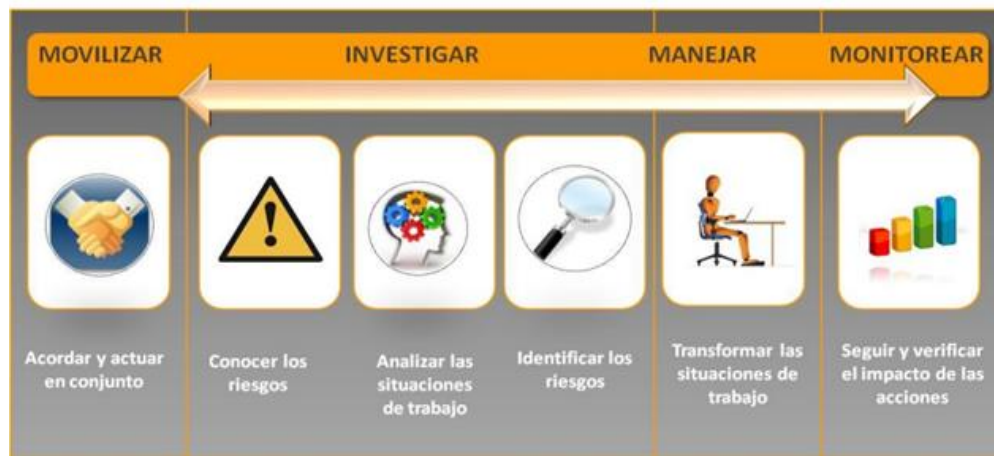 MOVILIZAR
INVESTIGAR
MANEJAR
MONITOREAR
Acordar y actuar
en conjunto
Conocer los
riesgos
Analizar las
situaciones
de trabajo
Identificar los
riesgos
Transformar las
situaciones de
trabajo
Seguir y verificar
el impacto de las
acciones